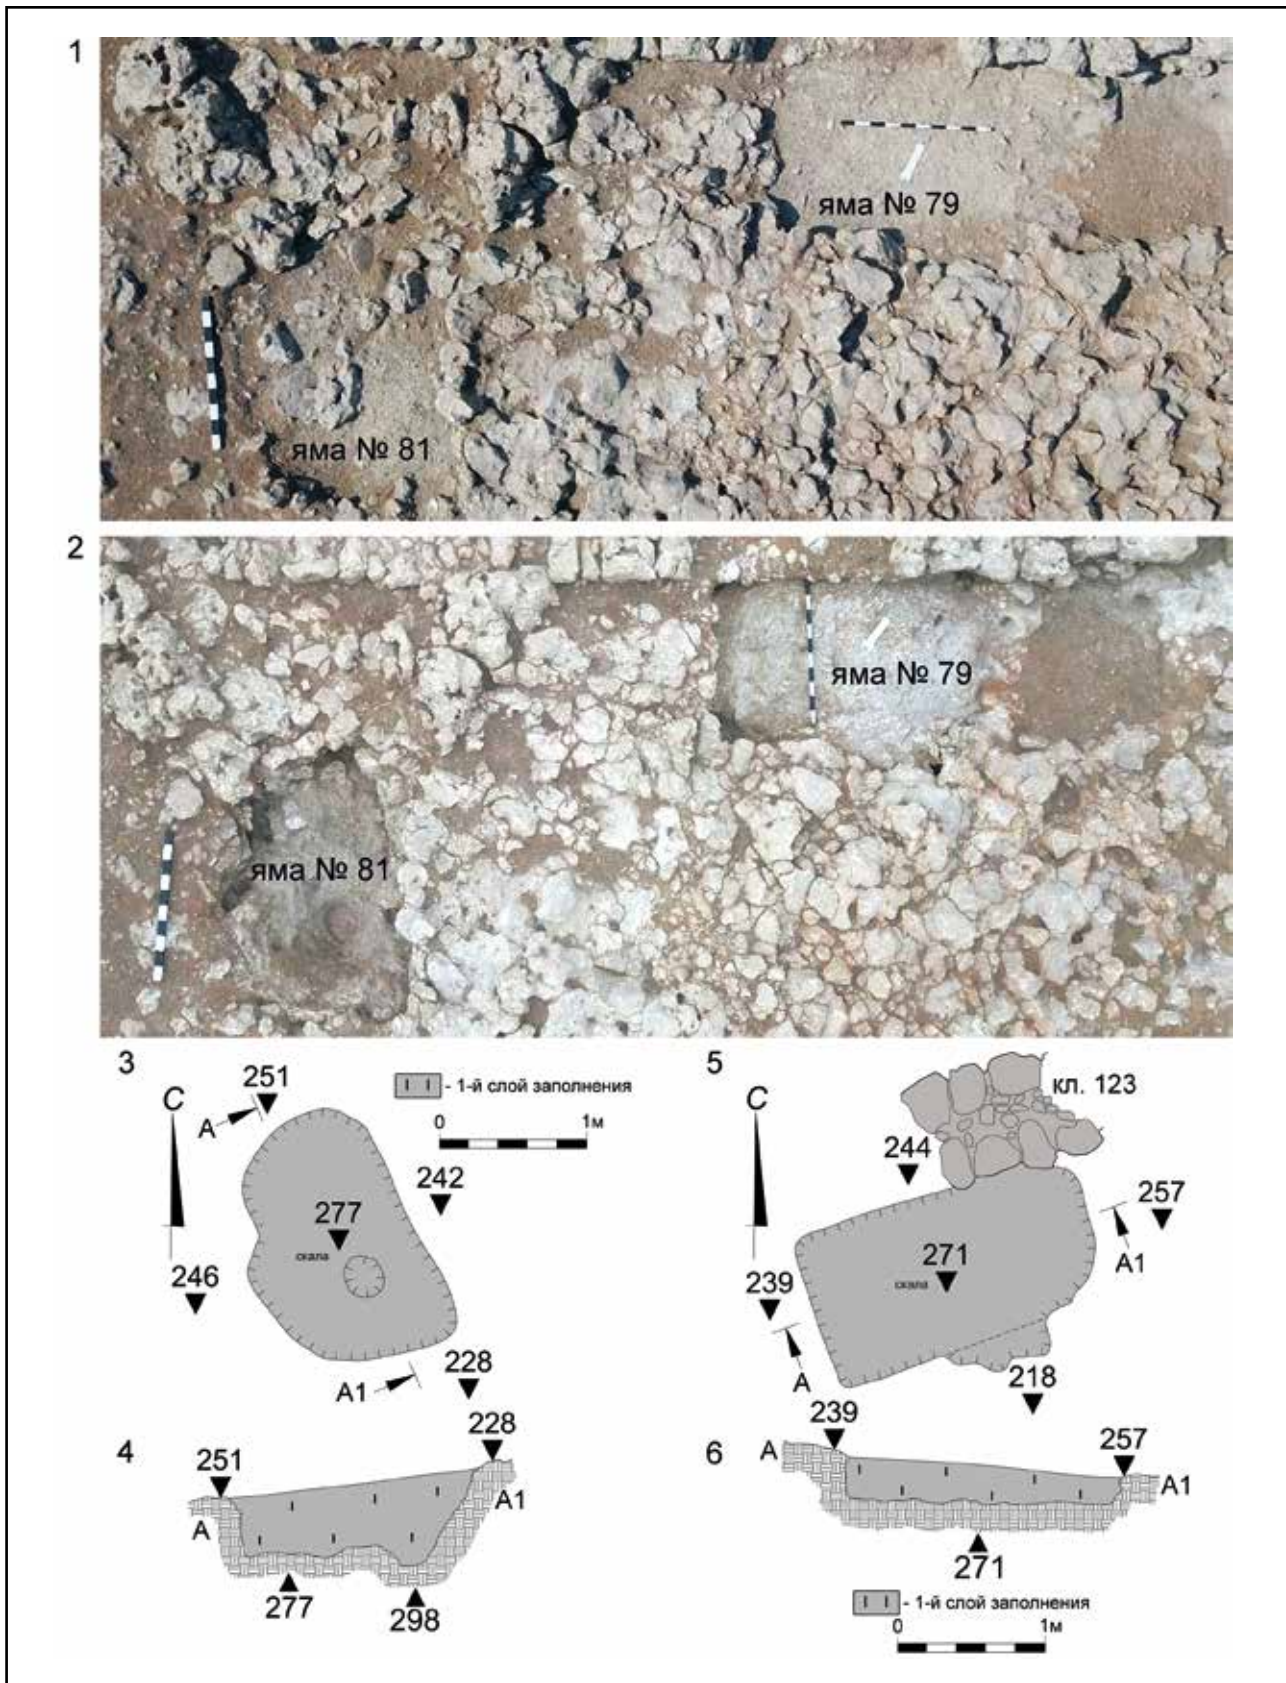 1
яма № 79
яма № 81
2
яма № 79
яма № 81
3
251
С
А
- 1-й слой заполнения
0 1м
242
277
скала
246
А1
228
5
кл. 123
С
244
257
А1
271
скала
239
А
218
4
251
228
А
А1
277
298
6
239
257
А
А1
271
- 1-й слой заполнения
0 1м